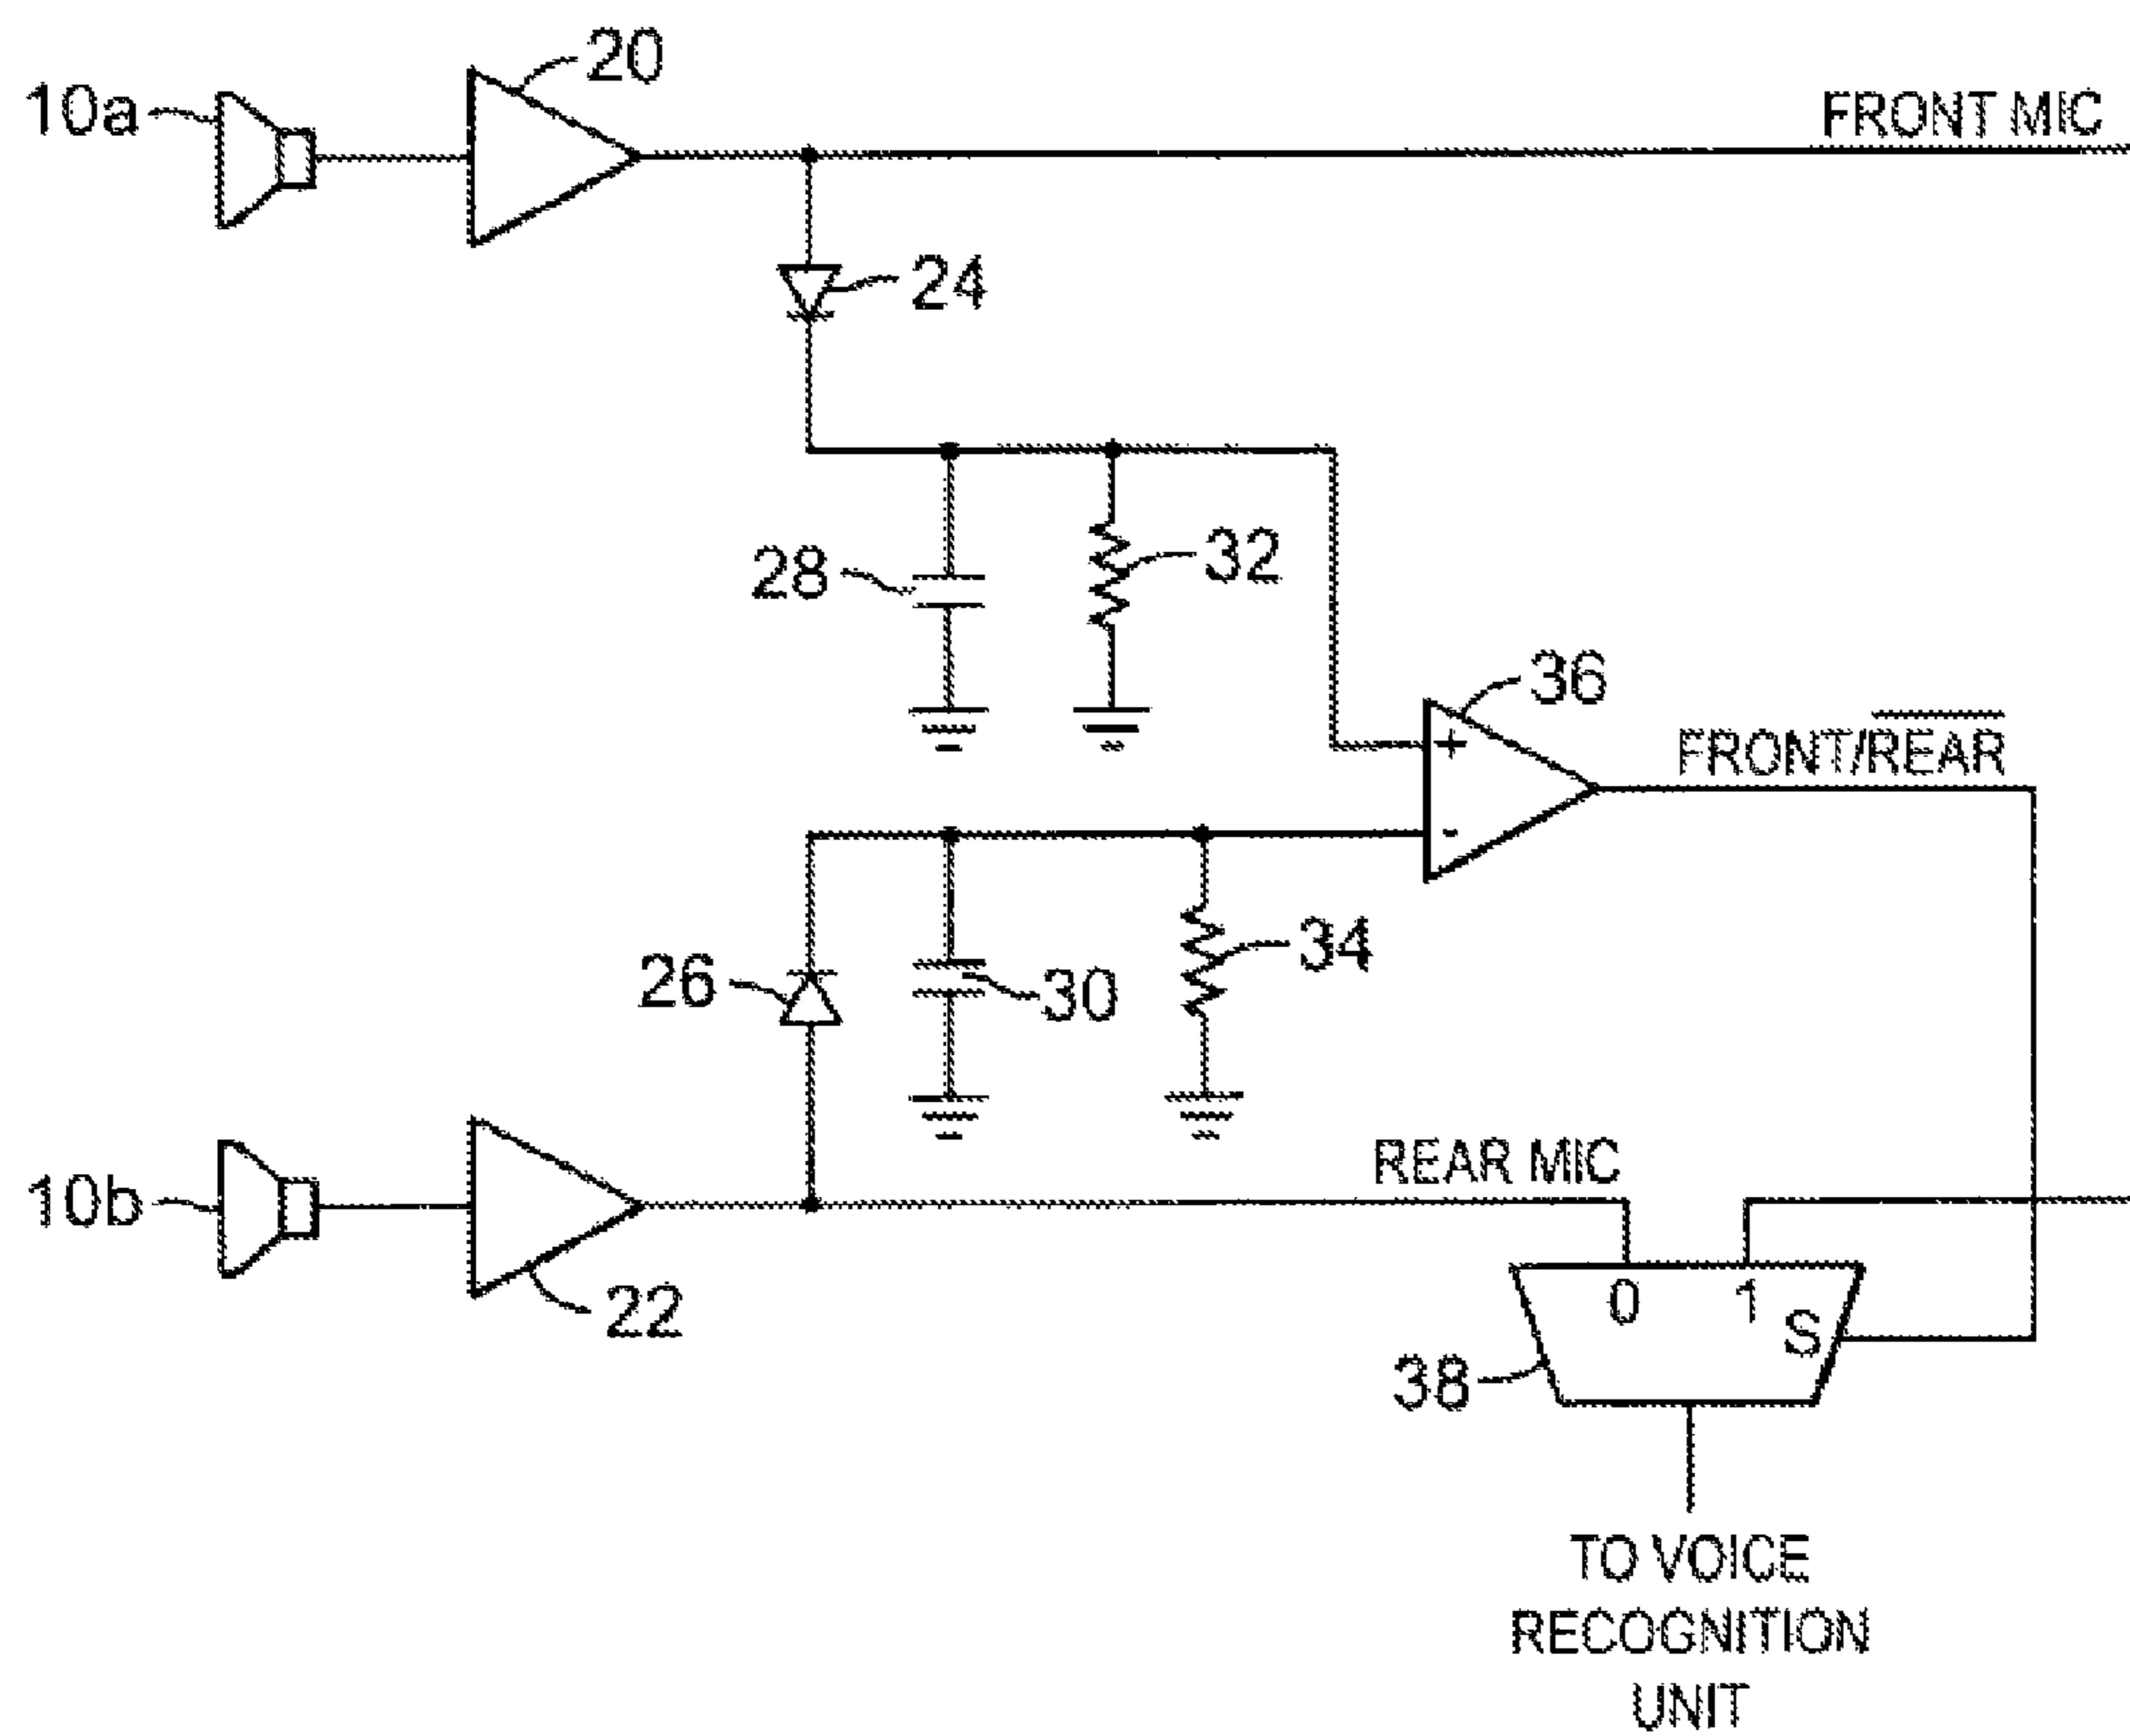 20
10a
FRONT MIC
24
28
32
36
+
FRONT/R̅E̅A̅R̅
-
26
30
34
REAR MIC
10b
22
0 1
S
38
TO VOICE
RECOGNITION
UNIT